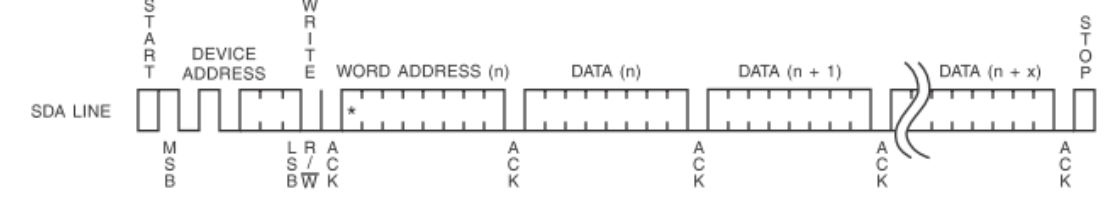 START
WRITE
STOP
DEVICE
ADDRESS
WORD ADDRESS (n)
DATA (n)
DATA (n + 1)
DATA (n + x)
SDA LINE
*
MSB
LSB
R/W̅
ACK
ACK
ACK
ACK
ACK